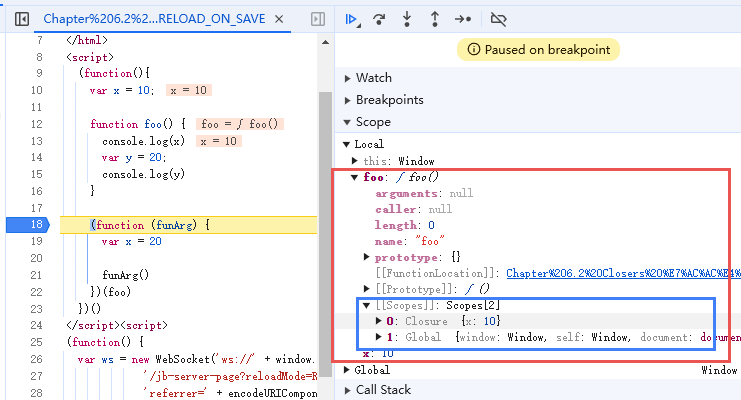 Chapter%206.2%2...RELOAD_ON_SAVE
Paused on breakpoint
7 </html>
8 <script>
9 (function(){
10 var x = 10; x = 10
11
12 function foo() { foo = ƒ foo()
13 console.log(x) x = 10
14 var y = 20;
15 console.log(y)
16 }
17
18 (function (funArg) {
19 var x = 20
20
21 funArg()
22 })(foo)
23 })()
24 </script><script>
25 (function() {
26 var ws = new WebSocket('ws://' + window.
27 '/jb-server-page?reloadMode=R
28 'referrer=' + encodeURICompon
Watch
Breakpoints
Scope
Local
this: Window
foo: ƒ foo()
arguments: null
caller: null
length: 0
name: "foo"
prototype: {}
[[FunctionLocation]]: Chapter%206.2%20Closers%20%E7%AC%AC%E4%
[[Prototype]]: ƒ ()
[[Scopes]]: Scopes[2]
0: Closure {x: 10}
1: Global {window: Window, self: Window, document: docum
x: 10
Global Window
Call Stack